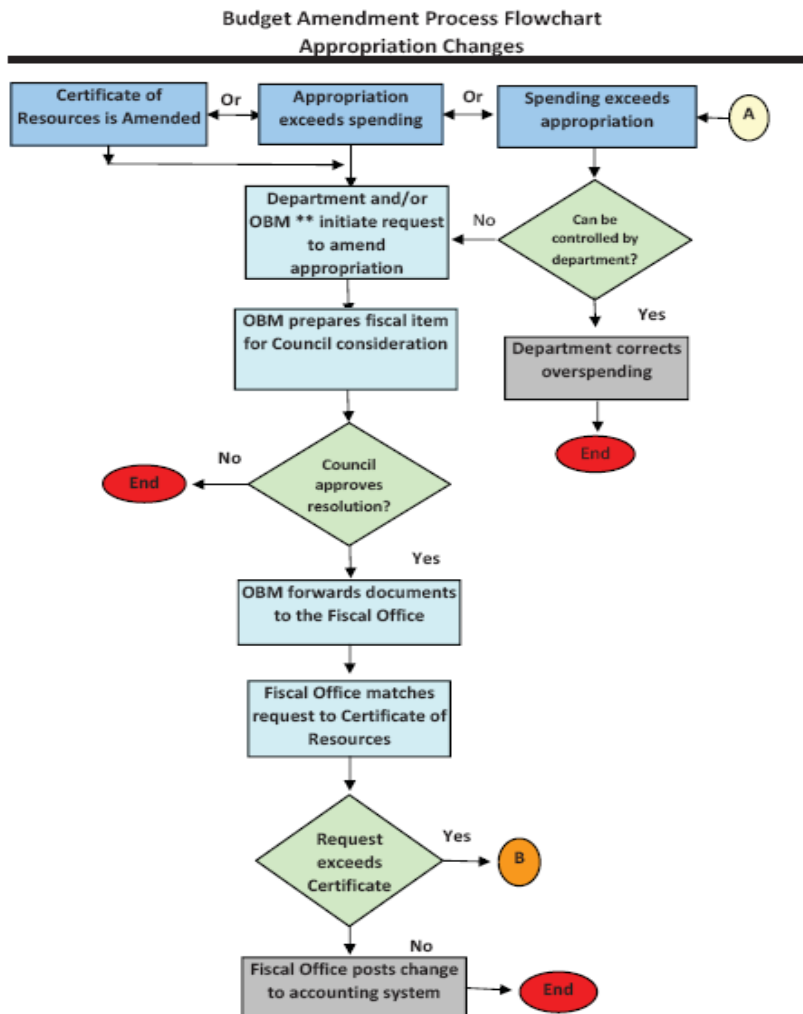 Budget Amendment Process Flowchart
Appropriation Changes
Certificate of
Resources is Amended
Or
Appropriation
exceeds spending
Or
Spending exceeds
appropriation
A
Department and/or
OBM ** initiate request
to amend
appropriation
No
Can be
controlled by
department?
Yes
OBM prepares fiscal item
for Council consideration
Department corrects
overspending
End
No
End
Council
approves
resolution?
Yes
OBM forwards documents
to the Fiscal Office
Fiscal Office matches
request to Certificate of
Resources
Request
exceeds
Certificate
Yes
B
No
Fiscal Office posts change
to accounting system
End